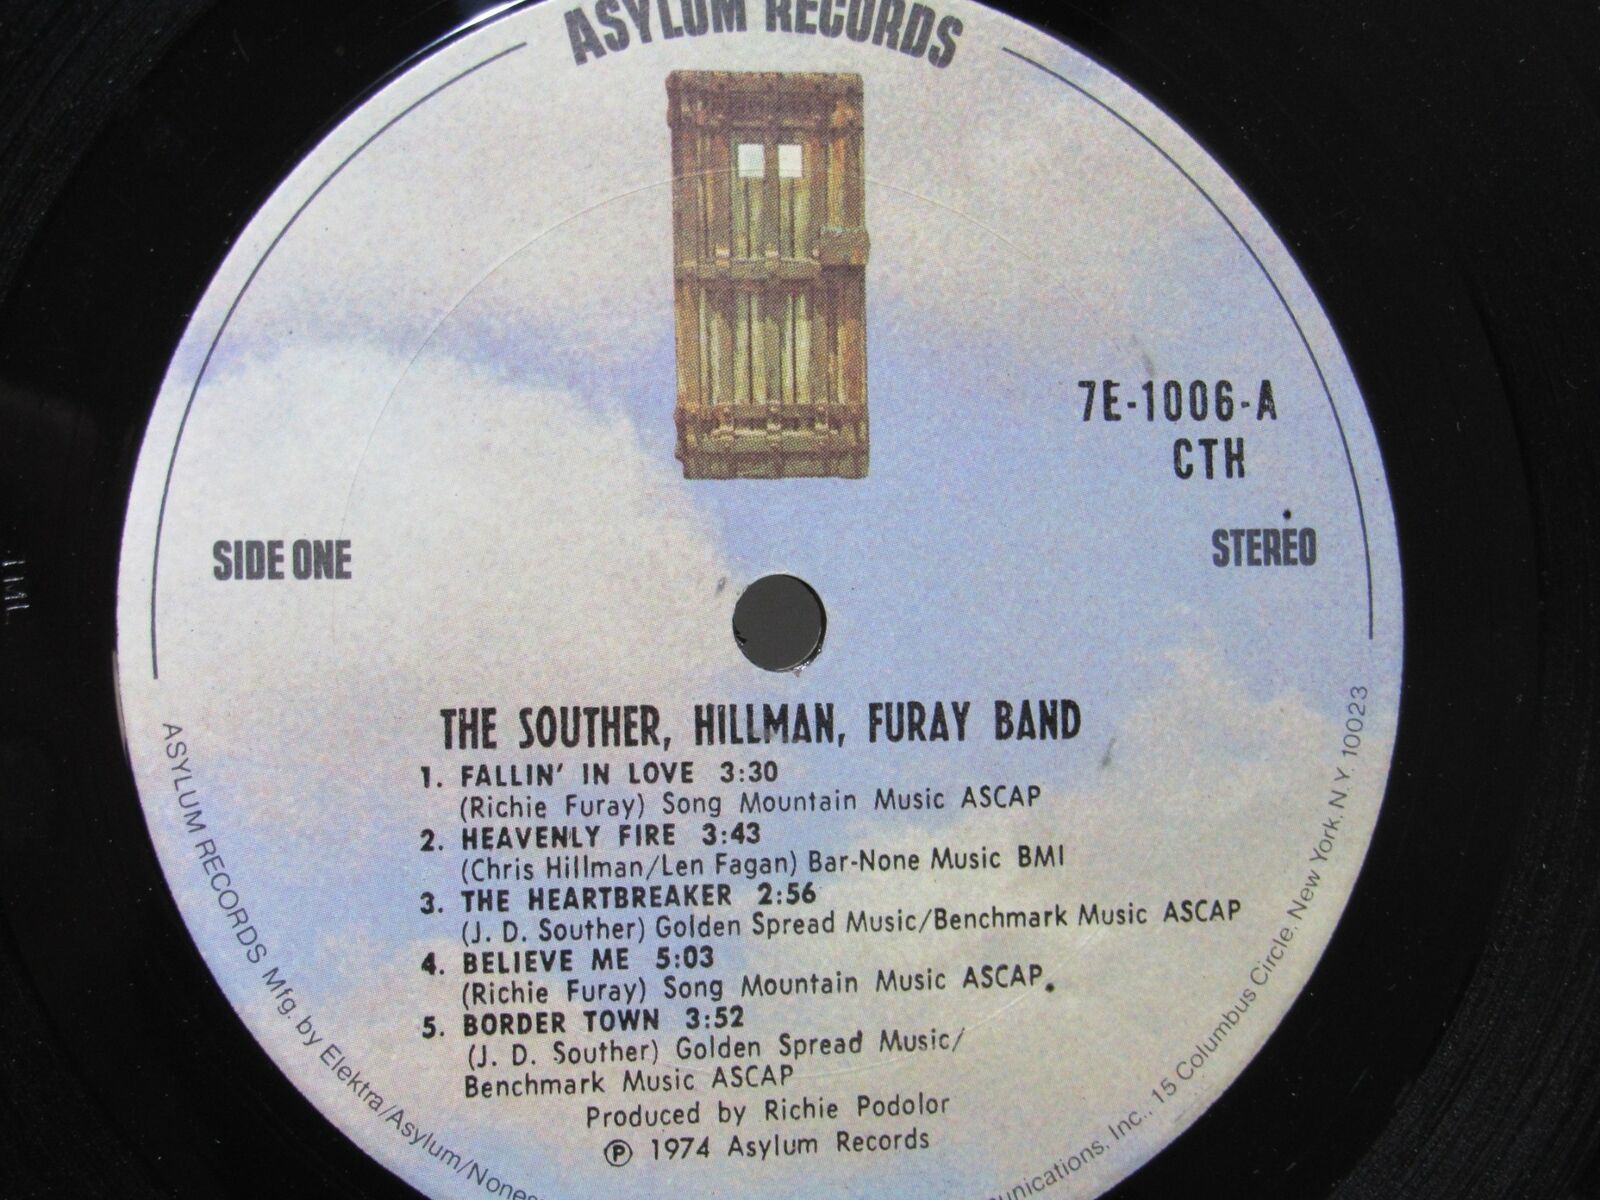 ASYLUM RECORDS
7E-1006-A
CTH
SIDE ONE
STEREO
THE SOUTHER, HILLMAN, FURAY BAND
1. FALLIN' IN LOVE 3:30
(Richie Furay) Song Mountain Music ASCAP
2. HEAVENLY FIRE 3:43
(Chris Hillman/Len Fagan) Bar-None Music BMI
3. THE HEARTBREAKER 2:56
(J. D. Souther) Golden Spread Music/Benchmark Music ASCAP
4. BELIEVE ME 5:03
(Richie Furay) Song Mountain Music ASCAP.
5. BORDER TOWN 3:52
(J. D. Souther) Golden Spread Music/
Benchmark Music ASCAP
Produced by Richie Podolor
℗ 1974 Asylum Records
ASYLUM RECORDS Mfg. by Elektra/Asylum/Nones
unications, Inc., 15 Columbus Circle, New York, N.Y. 10023